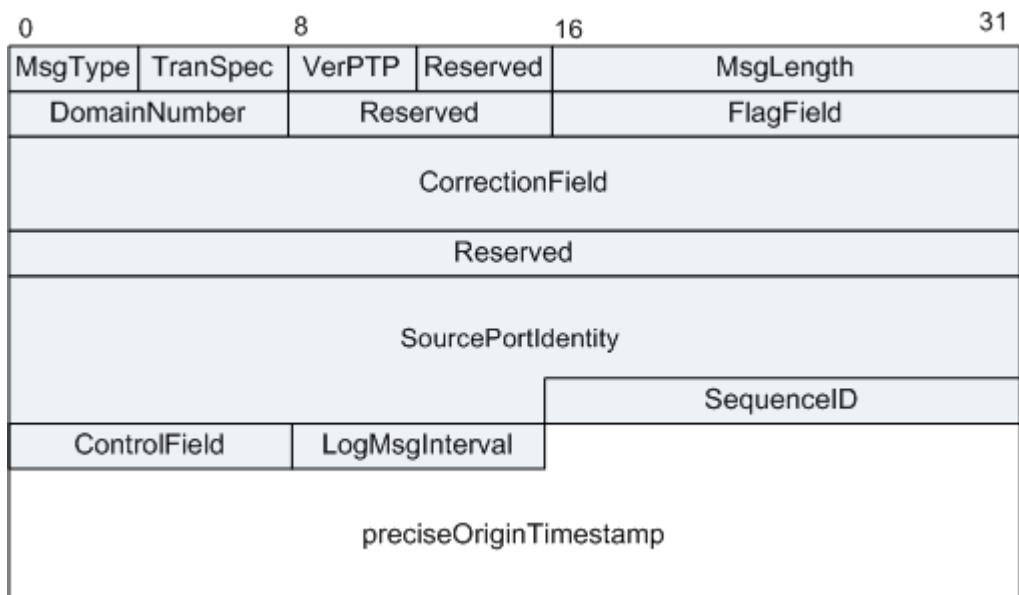 0 8 16 31
MsgType TranSpec VerPTP Reserved MsgLength
DomainNumber Reserved FlagField
CorrectionField
Reserved
SourcePortIdentity
SequenceID
ControlField LogMsgInterval
preciseOriginTimestamp